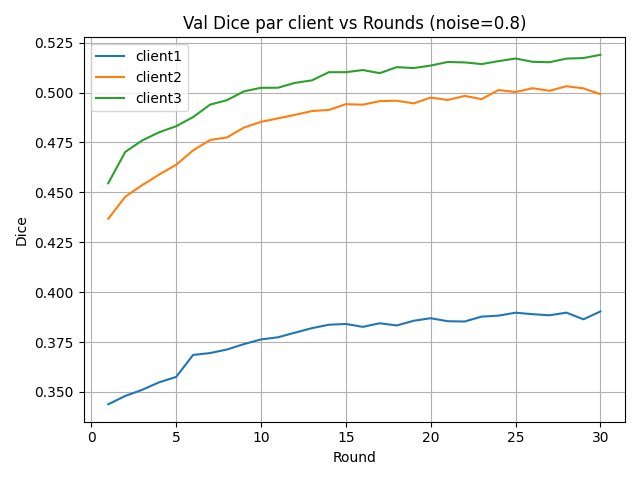 Val Dice par client vs Rounds (noise=0.8)
client1
client2
client3
Dice
0.525
0.500
0.475
0.450
0.425
0.400
0.375
0.350
0 5 10 15 20 25 30
Round